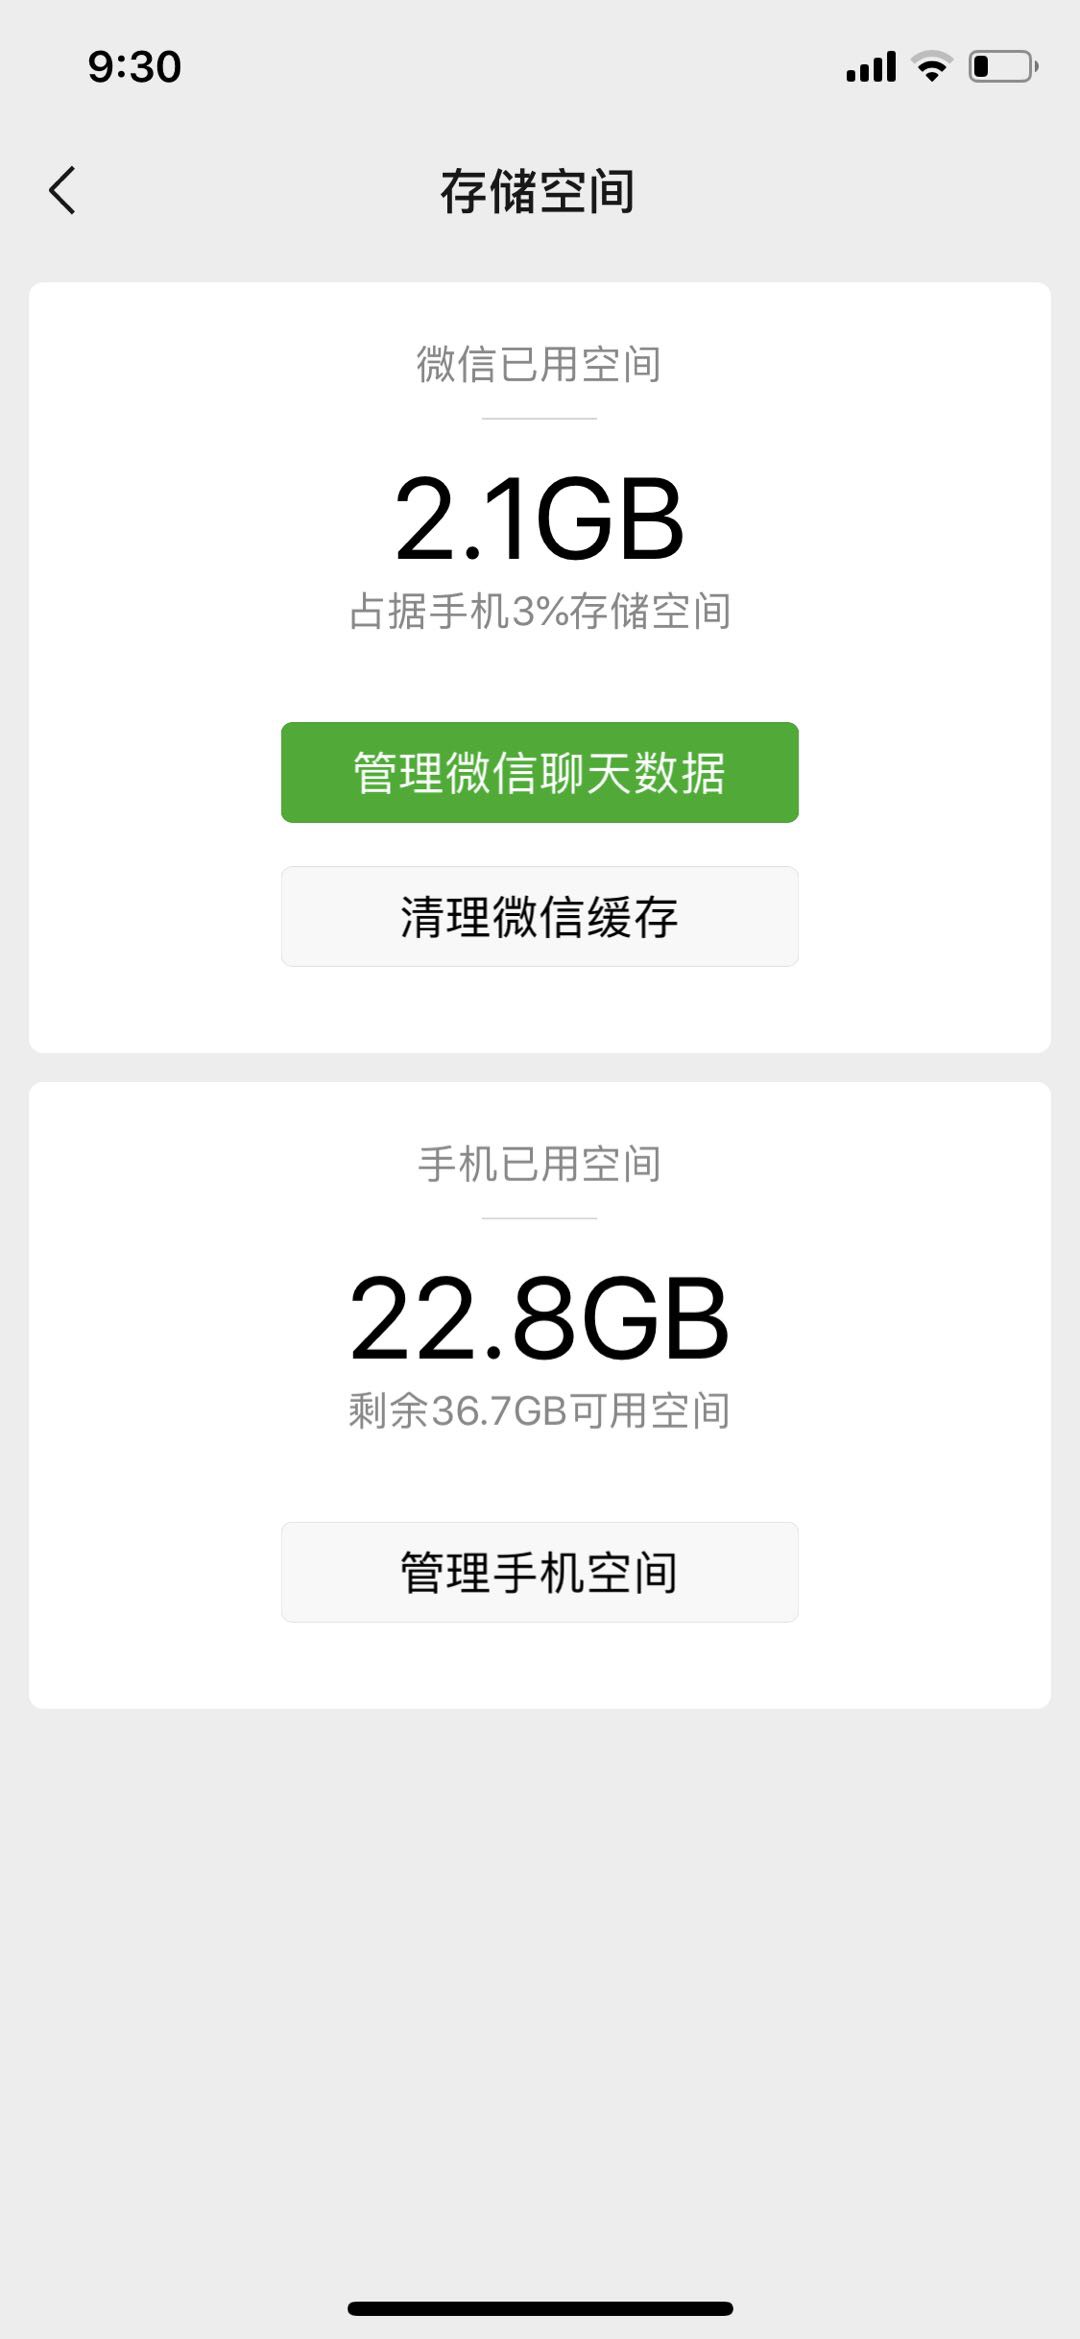 9:30
存储空间
微信已用空间
2.1GB
占据手机3%存储空间
管理微信聊天数据
清理微信缓存
手机已用空间
22.8GB
剩余36.7GB可用空间
管理手机空间